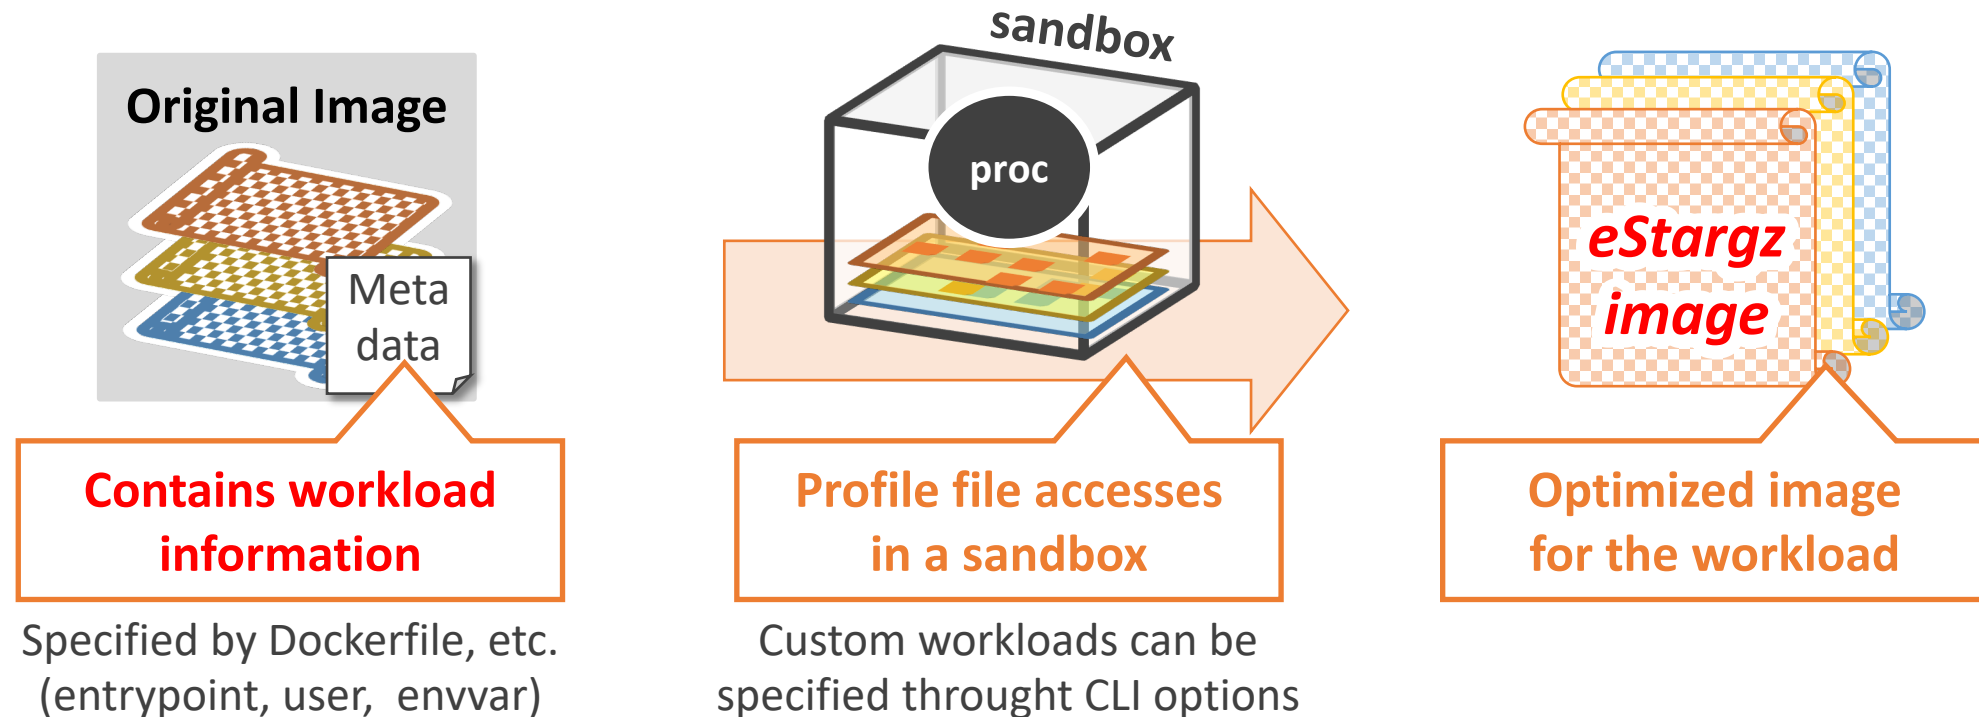 Original Image
Meta
data
Contains workload
information
Specified by Dockerfile, etc.
(entrypoint, user, envvar)
sandbox
proc
Profile file accesses
in a sandbox
Custom workloads can be
specified throught CLI options
eStargz
image
Optimized image
for the workload